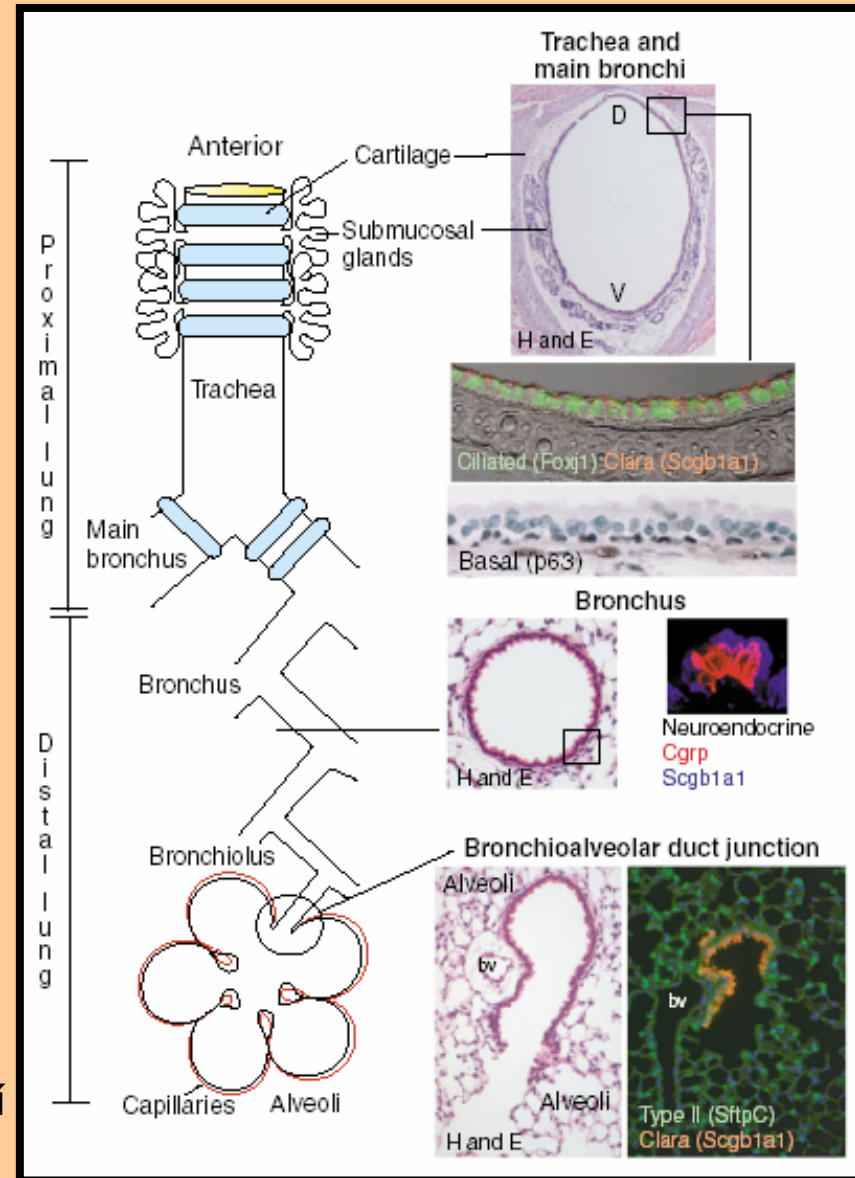 Trachea and
main bronchi
D
V
H and E
Anterior
Cartilage
Submucosal
glands
Proximal lung
Trachea
Main
bronchus
Ciliated (Foxj1) Clara (Scgb1a1)
Basal (p63)
Bronchus
H and E
Neuroendocrine
Cgrp
Scgb1a1
Distal lung
Bronchus
Bronchiolus
Bronchioalveolar duct junction
Alveoli
bv
Alveoli
H and E
bv
Type II (SftpC)
Clara (Scgb1a1)
Capillaries
Alveoli
í